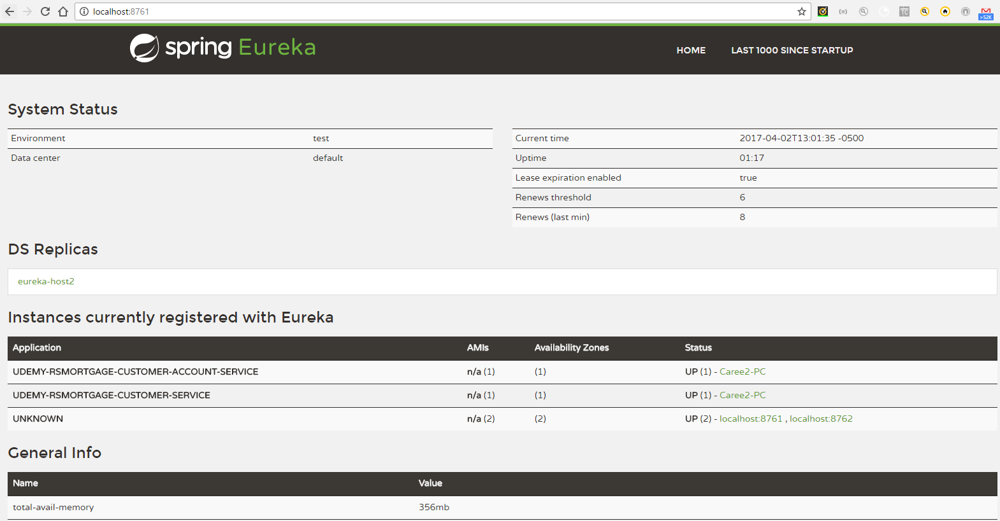 localhost:8761
TC
>52K
spring Eureka
HOME LAST 1000 SINCE STARTUP
System Status
Environment test
Data center default
Current time 2017-04-02T13:01:35 -0500
Uptime 01:17
Lease expiration enabled true
Renews threshold 6
Renews (last min) 8
DS Replicas
eureka-host2
Instances currently registered with Eureka
Application AMIs Availability Zones Status
UDEMY-RSMORTGAGE-CUSTOMER-ACCOUNT-SERVICE n/a (1) (1) UP (1) - Caree2-PC
UDEMY-RSMORTGAGE-CUSTOMER-SERVICE n/a (1) (1) UP (1) - Caree2-PC
UNKNOWN n/a (2) (2) UP (2) - localhost:8761 , localhost:8762
General Info
Name Value
total-avail-memory 356mb